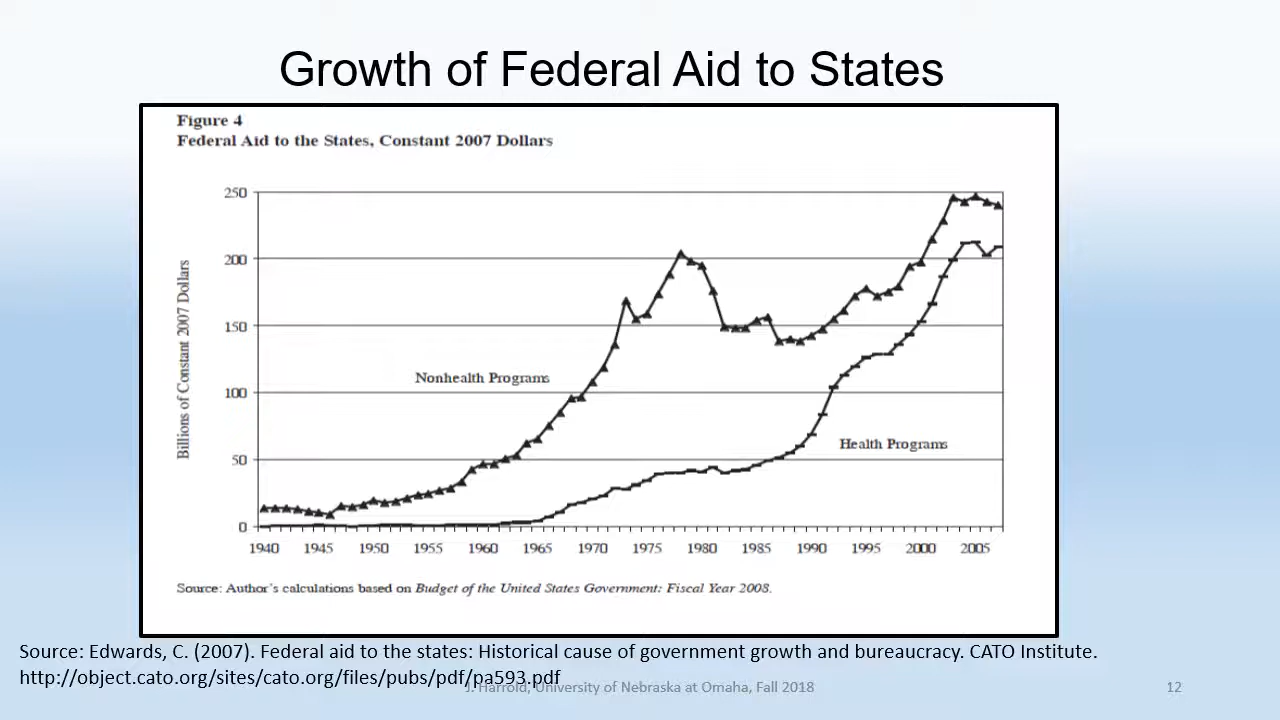 Growth of Federal Aid to States
Figure 4
Federal Aid to the States, Constant 2007 Dollars
Billions of Constant 2007 Dollars
250
200
150
100
50
0
Nonhealth Programs
Health Programs
1940 1945 1950 1955 1960 1965 1970 1975 1980 1985 1990 1995 2000 2005
Source: Author's calculations based on Budget of the United States Government: Fiscal Year 2008.
Source: Edwards, C. (2007). Federal aid to the states: Historical cause of government growth and bureaucracy. CATO Institute.
http://object.cato.org/sites/cato.org/files/pubs/pdf/pa593.pdf
J. Harrold, University of Nebraska at Omaha, Fall 2018
12